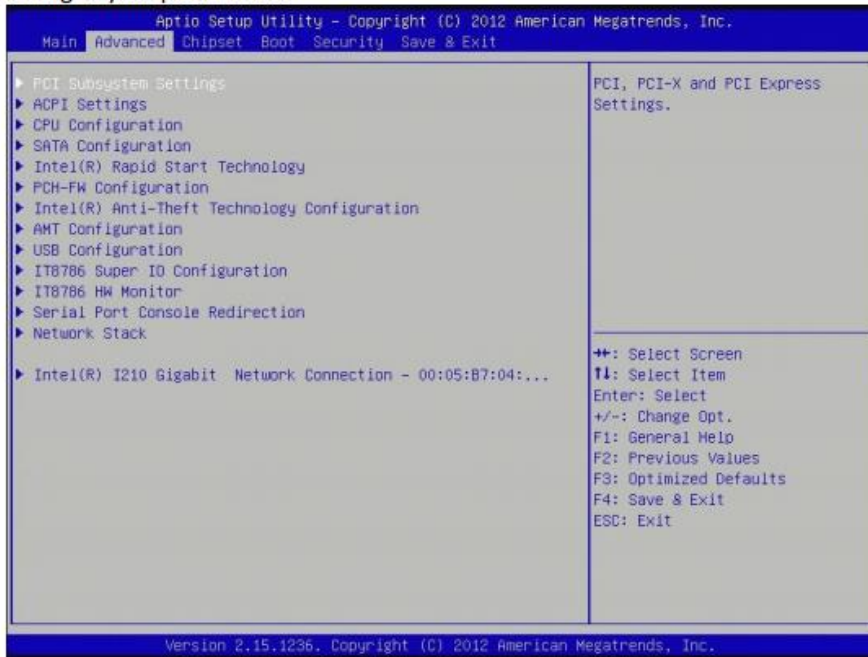 Aptio Setup Utility – Copyright (C) 2012 American Megatrends, Inc.
Main Advanced Chipset Boot Security Save & Exit
▶ PCI Subsystem Settings
▶ ACPI Settings
▶ CPU Configuration
▶ SATA Configuration
▶ Intel(R) Rapid Start Technology
▶ PCH-FW Configuration
▶ Intel(R) Anti-Theft Technology Configuration
▶ AMT Configuration
▶ USB Configuration
▶ IT8786 Super IO Configuration
▶ IT8786 HW Monitor
▶ Serial Port Console Redirection
▶ Network Stack
▶ Intel(R) I210 Gigabit Network Connection – 00:05:B7:04:...
PCI, PCI-X and PCI Express
Settings.
→←: Select Screen
↑↓: Select Item
Enter: Select
+/-: Change Opt.
F1: General Help
F2: Previous Values
F3: Optimized Defaults
F4: Save & Exit
ESC: Exit
Version 2.15.1236. Copyright (C) 2012 American Megatrends, Inc.